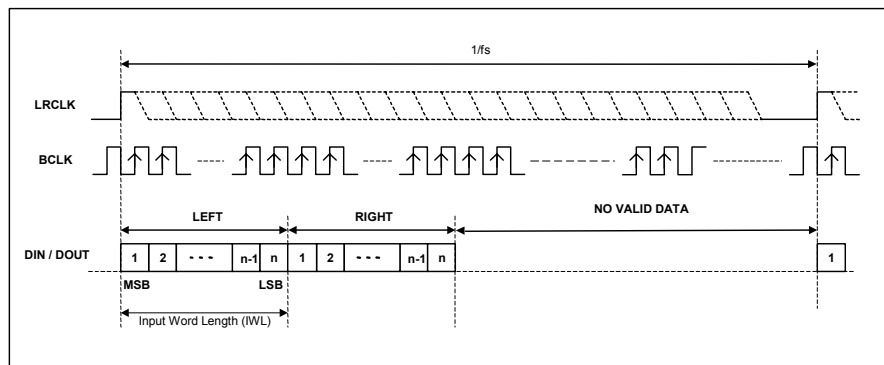 1/fs
LRCLK
BCLK
LEFT RIGHT NO VALID DATA
DIN / DOUT 1 2 - - - n-1 n 1 2 - - - n-1 n 1
MSB LSB
Input Word Length (IWL)